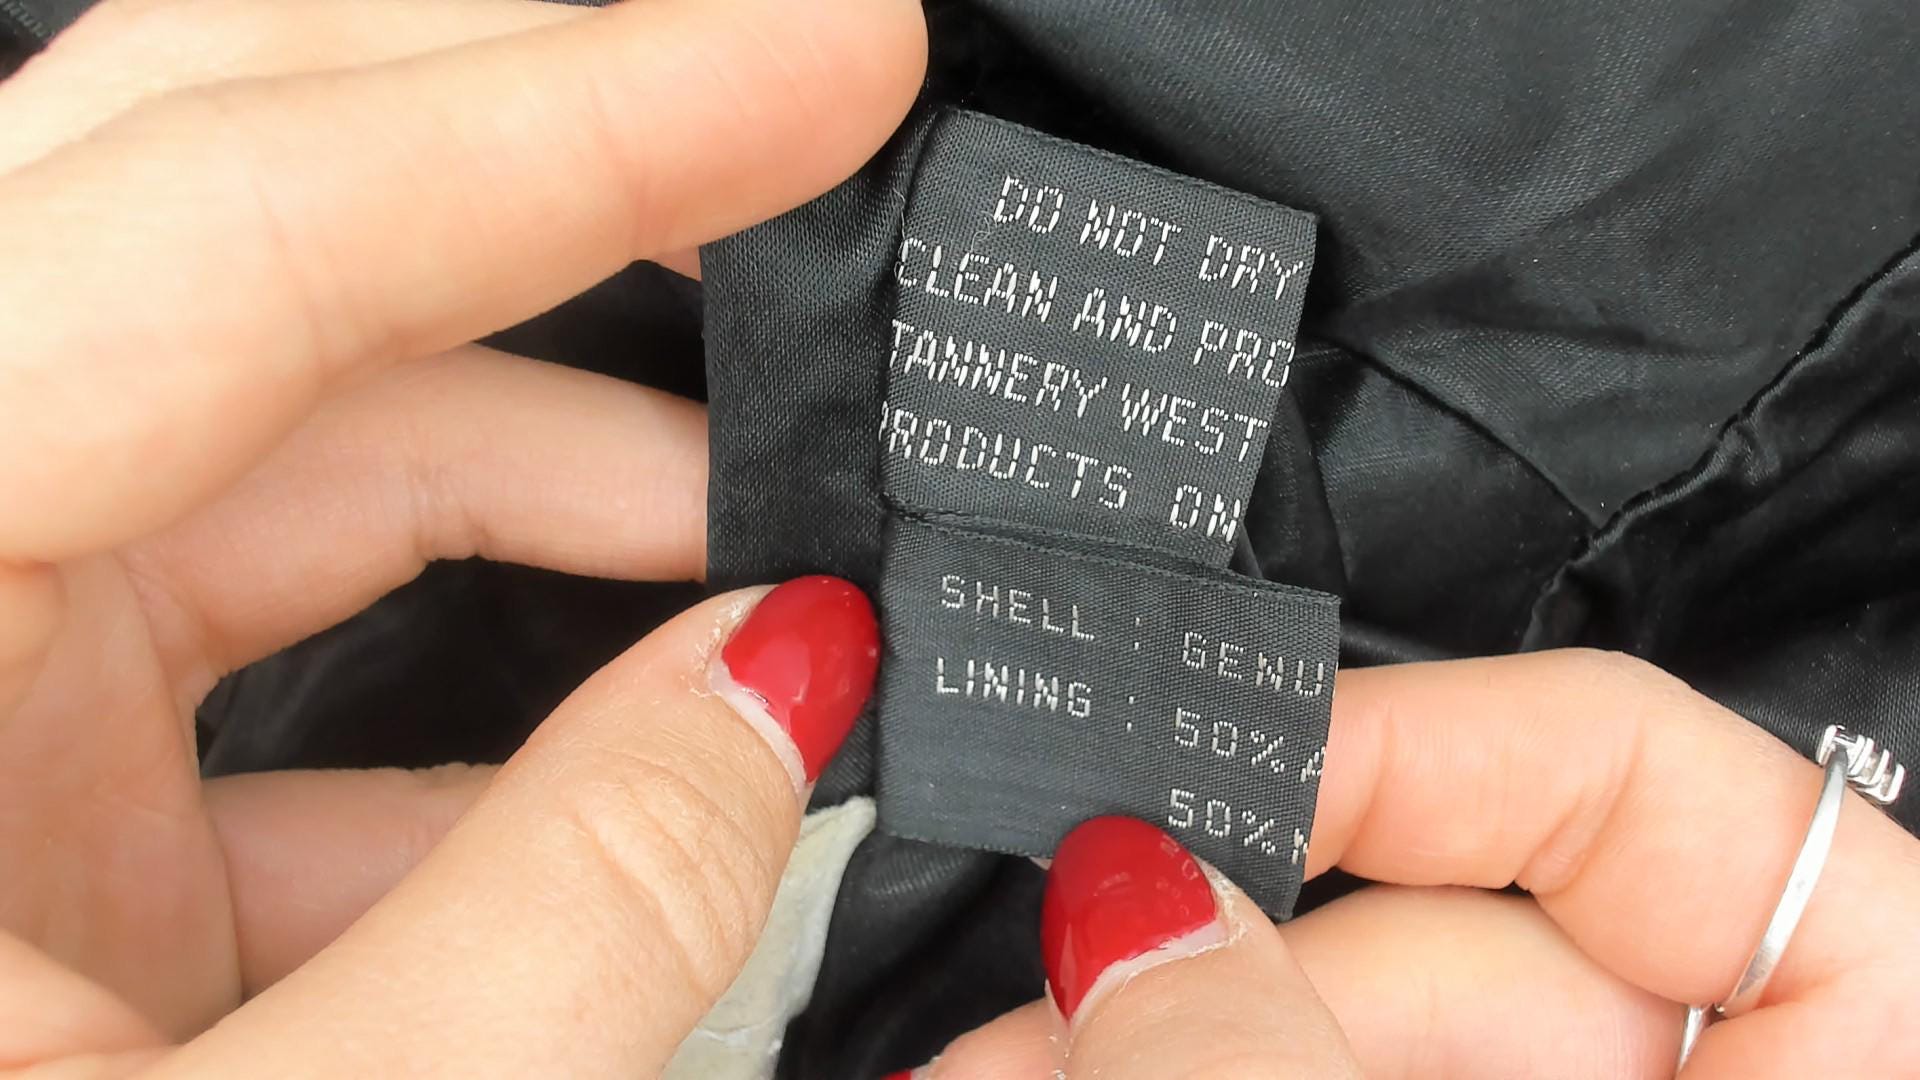 DO NOT DRY
CLEAN AND PRO
TANNERY WEST
PRODUCTS ON
SHELL : GENU
LINING : 50% A
50%